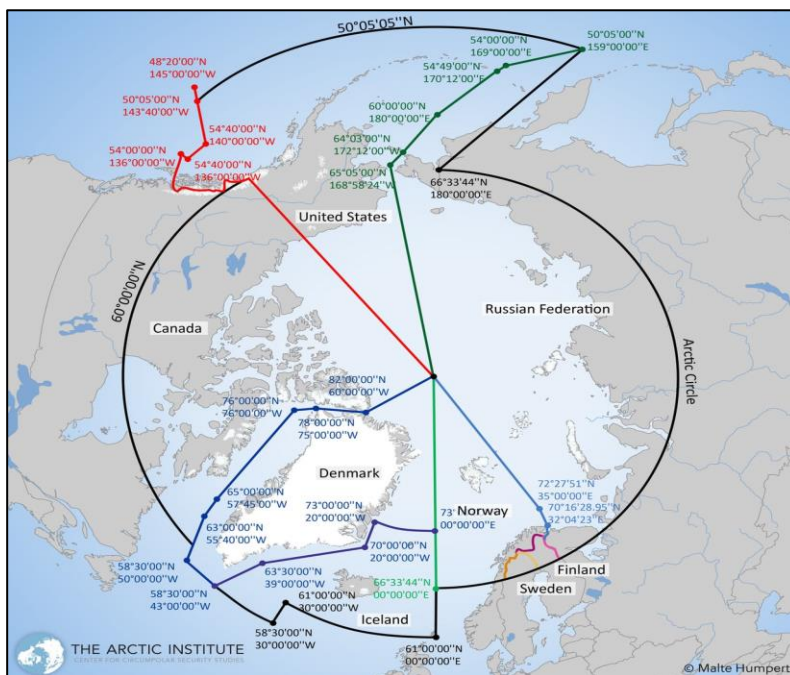 50°05'05''N
50°05'00''N
159°00'00''E
54°00'00''N
169°00'00''E
54°49'00''N
170°12'00''E
48°20'00''N
145°00'00''W
50°05'00''N
143°40'00''W
60°00'00''N
180°00'00''E
54°40'00''N
140°00'00''W
54°00'00''N
136°00'00''W
54°40'00''N
136°00'00''W
64°03'00''N
172°12'00''W
65°05'00''N
168°58'24''W
66°33'44''N
180°00'00''E
United States
60°00'00''N
Canada
Russian Federation
Arctic Circle
82°00'00''N
60°00'00''W
76°00'00''N
76°00'00''W
78°00'00''N
75°00'00''W
Denmark
65°00'00''N
57°45'00''W
63°00'00''N
55°40'00''W
73°00'00''N
20°00'00''W
73°
00°00'00''E
Norway
72°27'51''N
35°00'00''E
70°16'28.95''N
32°04'23''E
70°00'00''N
20°00'00''W
58°30'00''N
50°00'00''W
63°30'00''N
39°00'00''W
58°30'00''N
43°00'00''W
66°33'44''N
00°00'00''E
Finland
Sweden
61°00'00''N
30°00'00''W
Iceland
58°30'00''N
30°00'00''W
61°00'00''N
00°00'00''E
THE ARCTIC INSTITUTE
CENTER FOR CIRCUMPOLAR SECURITY STUDIES
© Malte Humpert